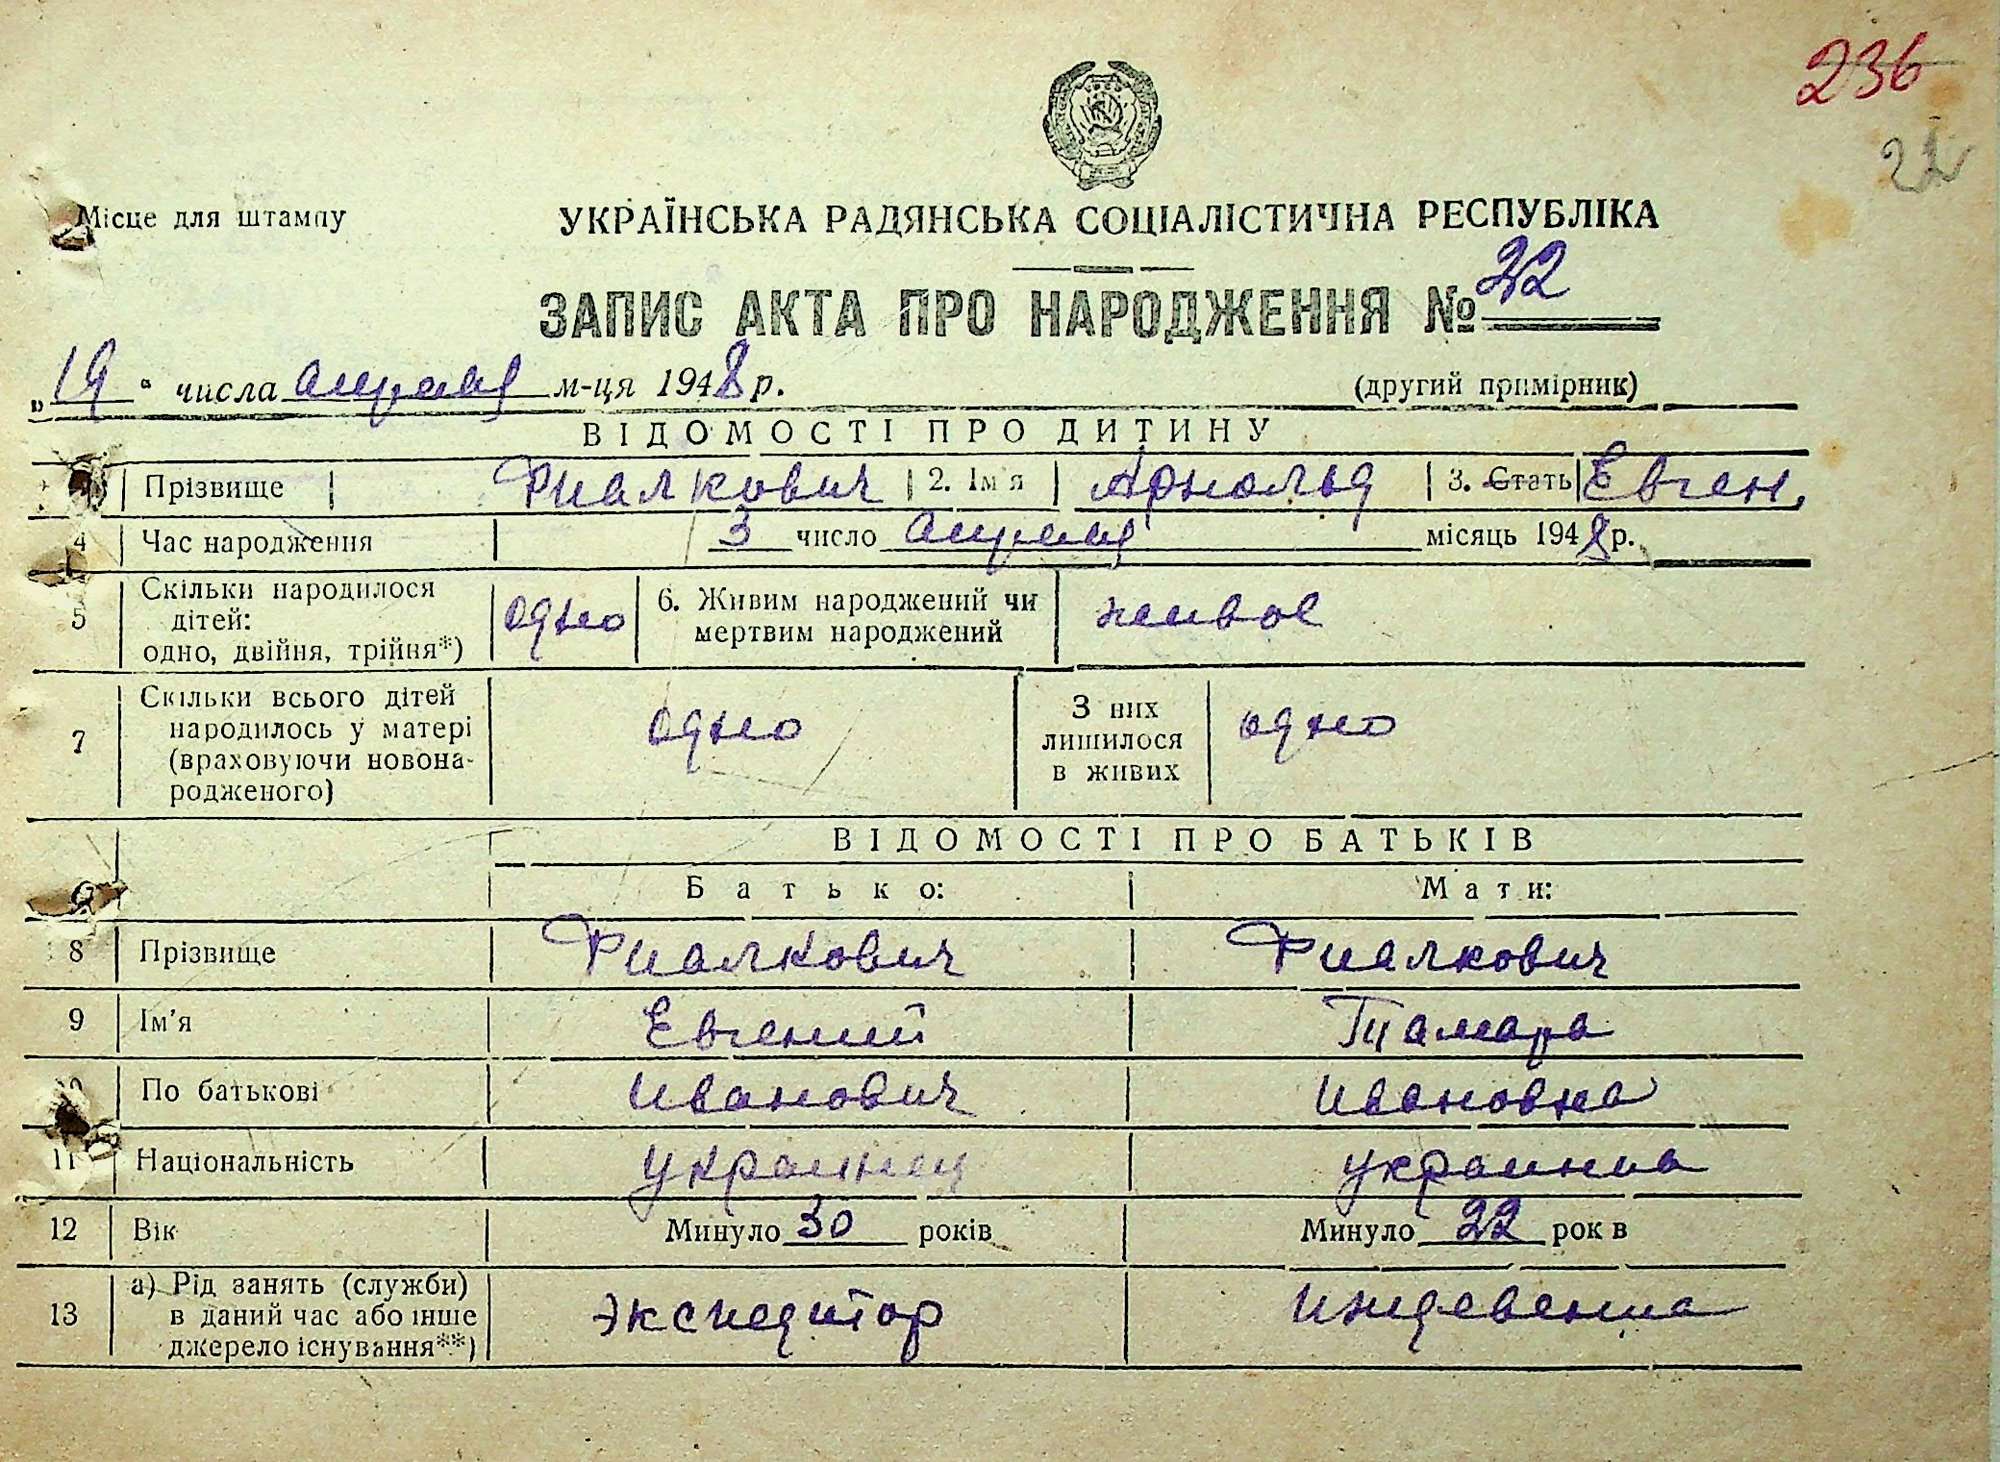 236
22
Місце для штампу
УКРАЇНСЬКА РАДЯНСЬКА СОЦІАЛІСТИЧНА РЕСПУБЛІКА
ЗАПИС АКТА ПРО НАРОДЖЕННЯ № 22
„19“ числа апреля м-ця 1948 р. (другий примірник)
ВІДОМОСТІ ПРО ДИТИНУ
Прізвище Фиалкович 2. Ім'я Арнольд 3. Стать Евген.
4 Час народження 3 число апреля місяць 1948 р.
5 Скільки народилося дітей: одно, двійня, трійня*) одно 6. Живим народжений чи мертвим народжений живое
7 Скільки всього дітей народилось у матері (враховуючи новонародженого) одно З них лишилося в живих одно
ВІДОМОСТІ ПРО БАТЬКІВ
Батько: Мати:
8 Прізвище Фиалкович Фиалкович
9 Ім'я Евгений Тамара
По батькові Иванович Ивановна
11 Національність украинец украинка
12 Вік Минуло 30 років Минуло 22 рок в
13 а) Рід занять (служби) в даний час або інше джерело існування**) экспедитор иждевенка